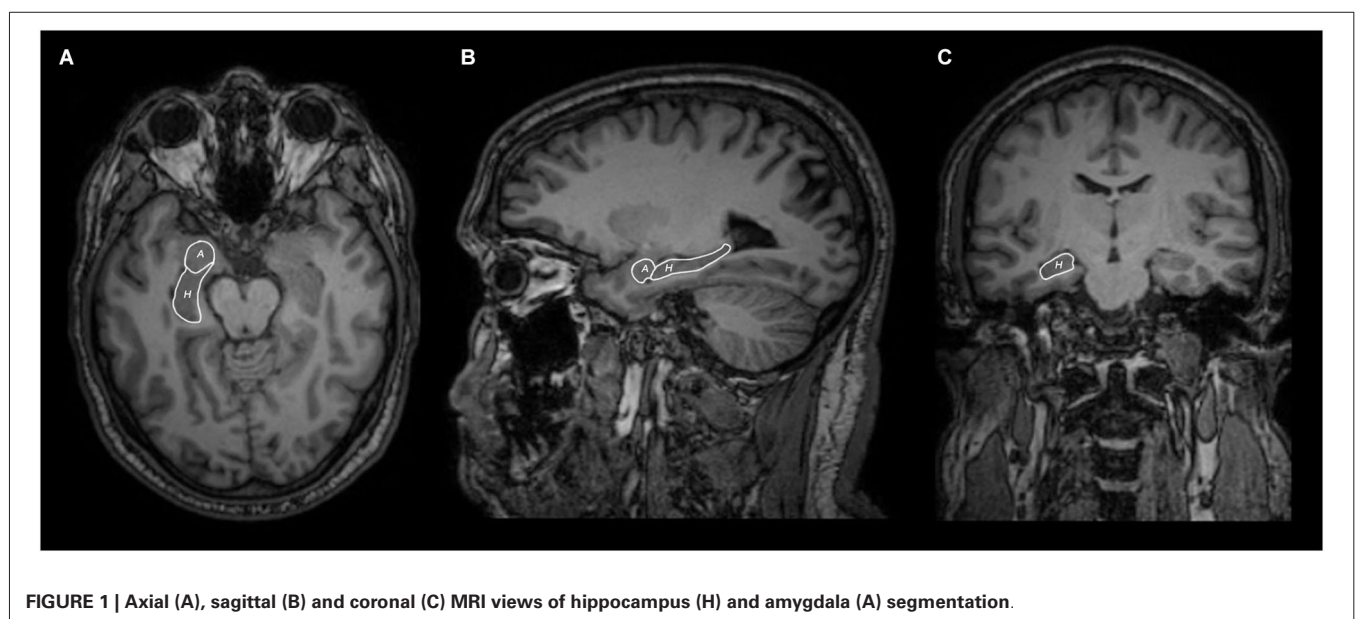 A
B
C
A
H
A
H
H
FIGURE 1 | Axial (A), sagittal (B) and coronal (C) MRI views of hippocampus (H) and amygdala (A) segmentation.